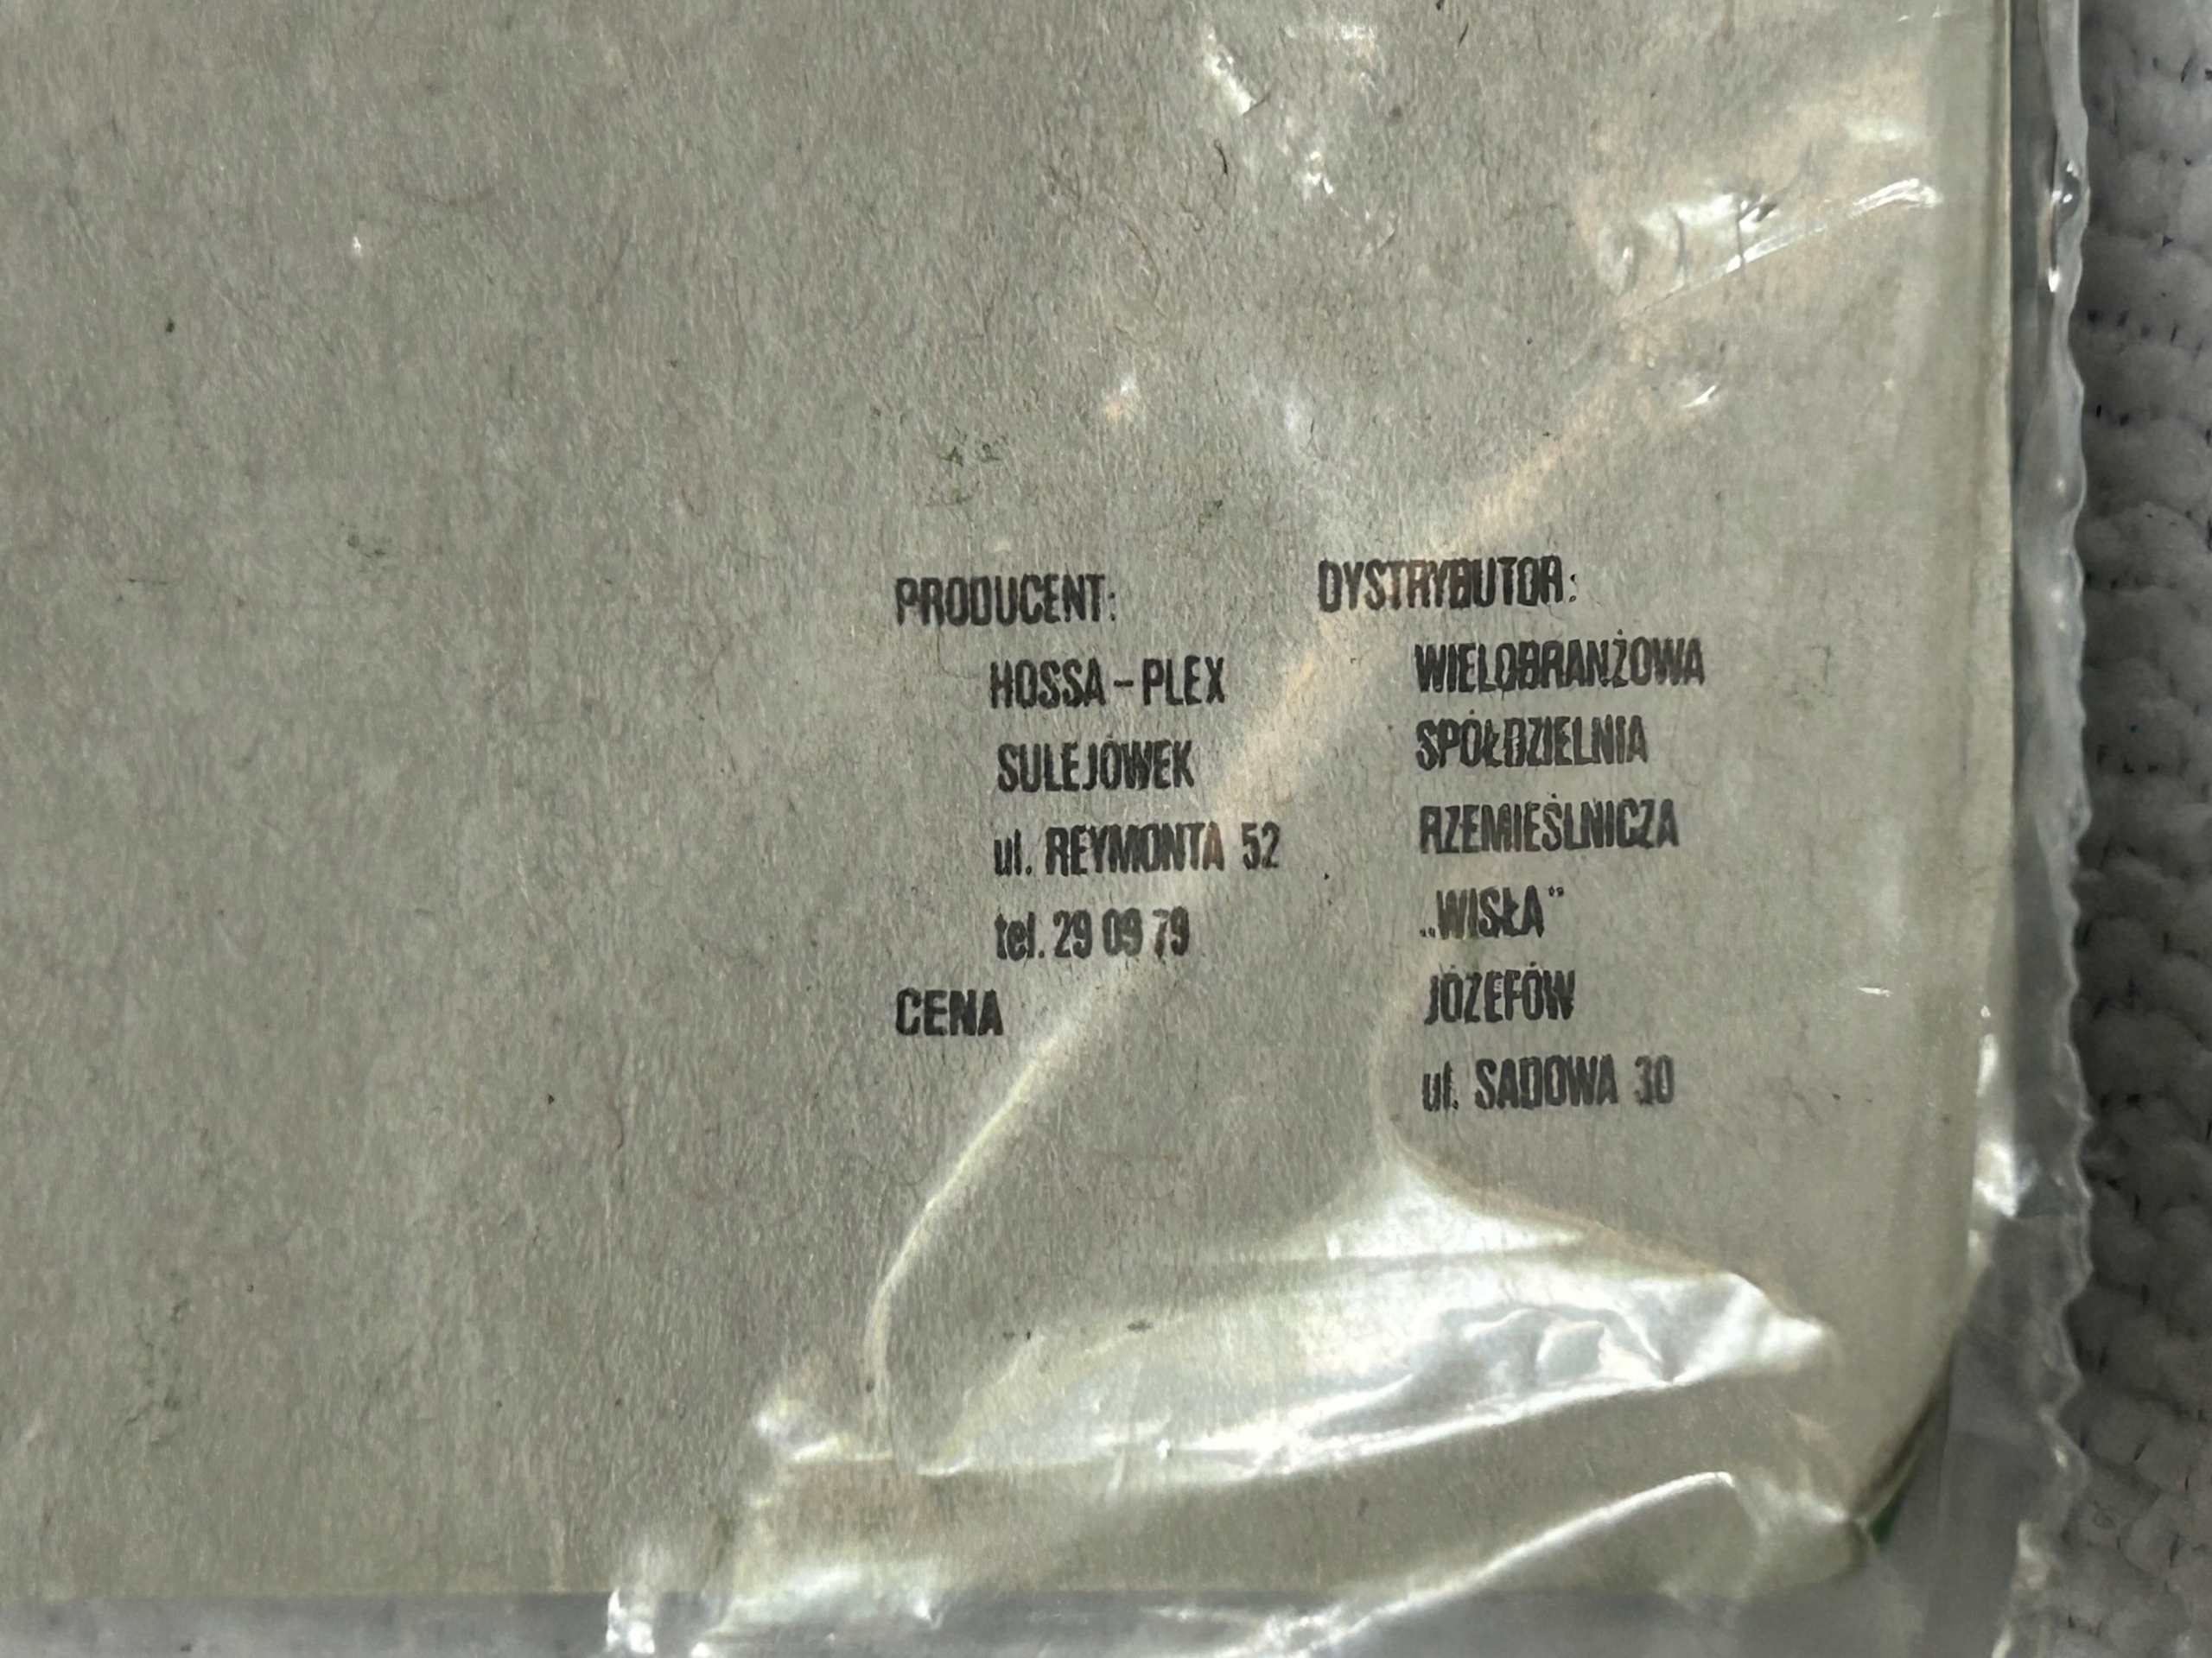 PRODUCENT:
HOSSA-PLEX
SULEJÓWEK
ul. REYMONTA 52
tel. 29 09 79
CENA
DYSTRYBUTOR:
WIELOBRANŻOWA
SPÓŁDZIELNIA
RZEMIEŚLNICZA
„WISŁA”
JÓZEFÓW
ul. SADOWA 30